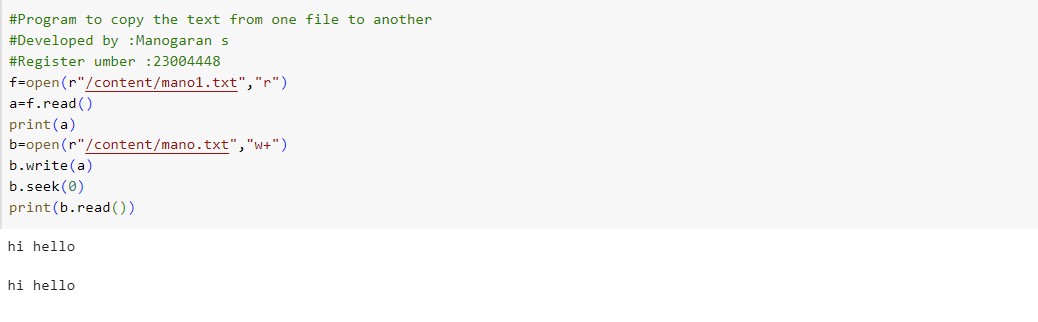 #Program to copy the text from one file to another
#Developed by :Manogaran s
#Register umber :23004448
f=open(r"/content/mano1.txt","r")
a=f.read()
print(a)
b=open(r"/content/mano.txt","w+")
b.write(a)
b.seek(0)
print(b.read())
hi hello
hi hello